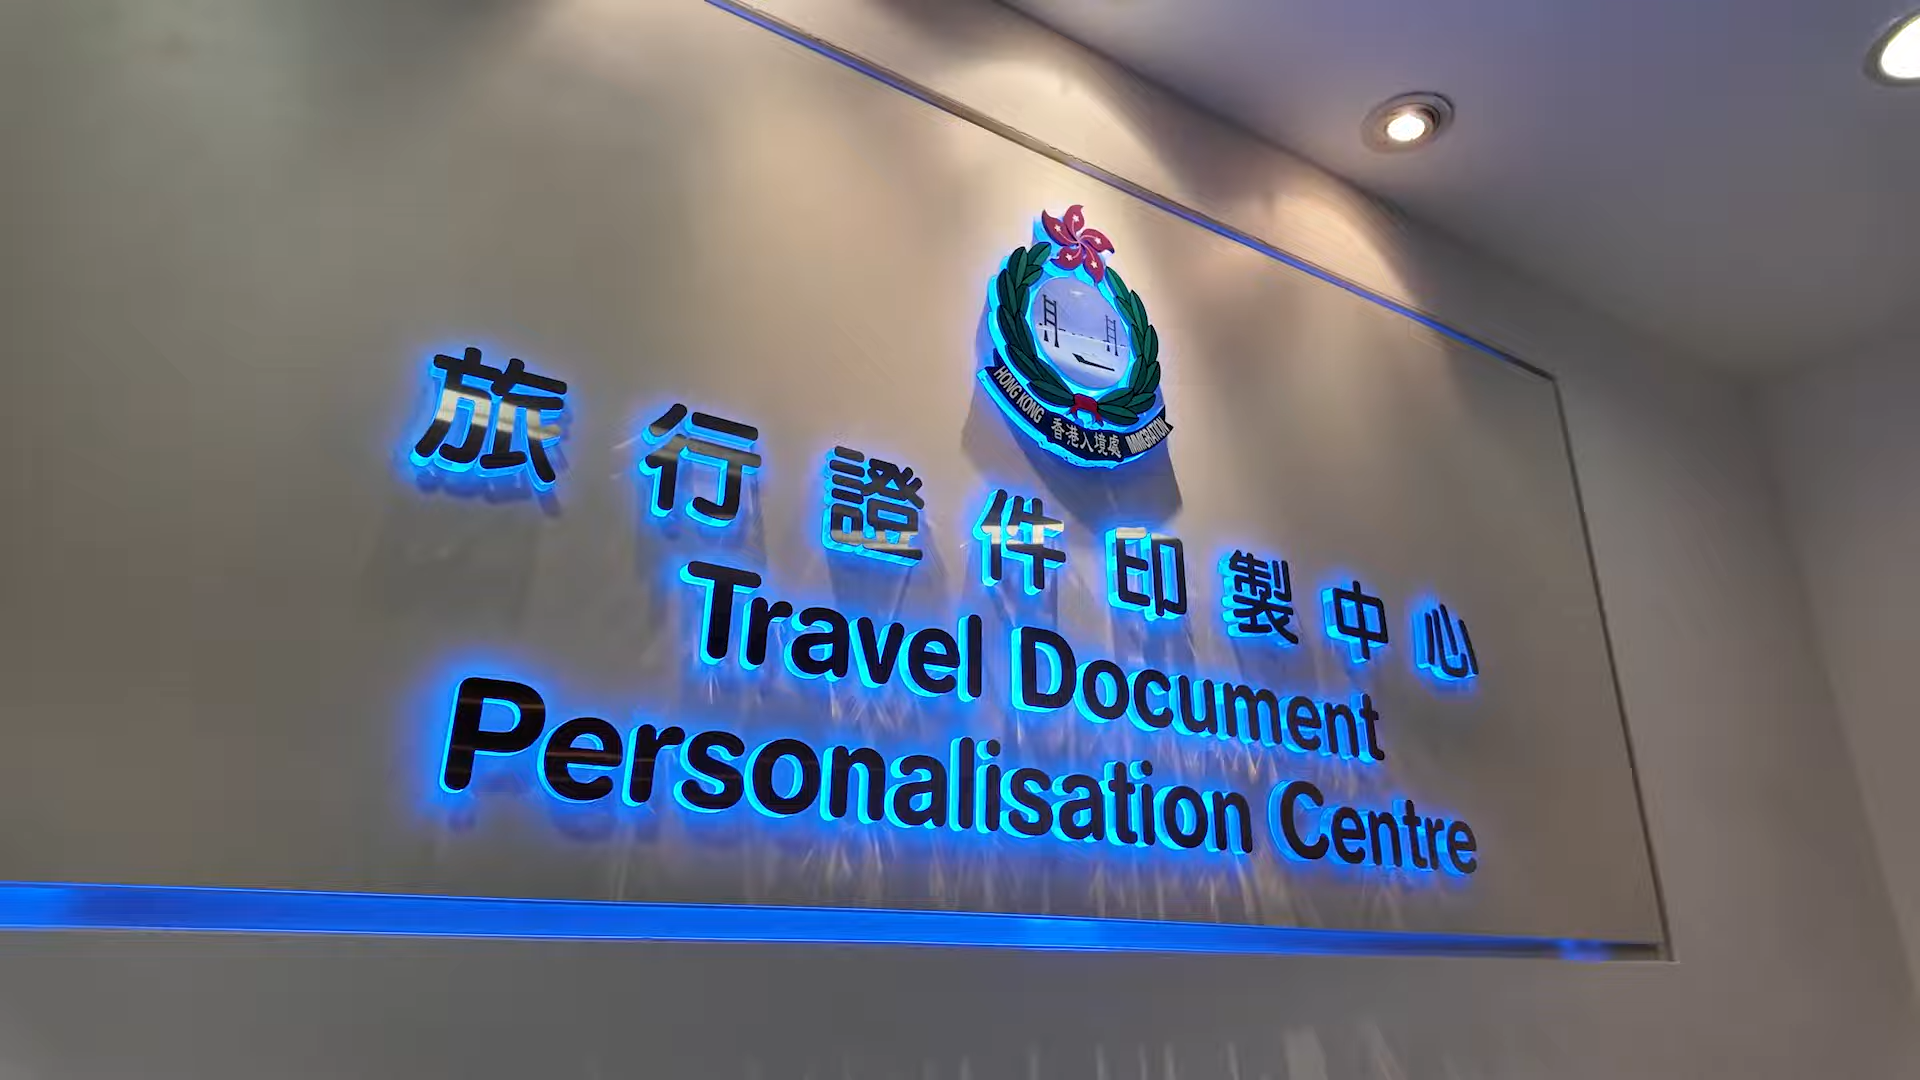 HONG KONG 香港入境處 IMMIGRATION
旅行證件印製中心
Travel Document
Personalisation Centre